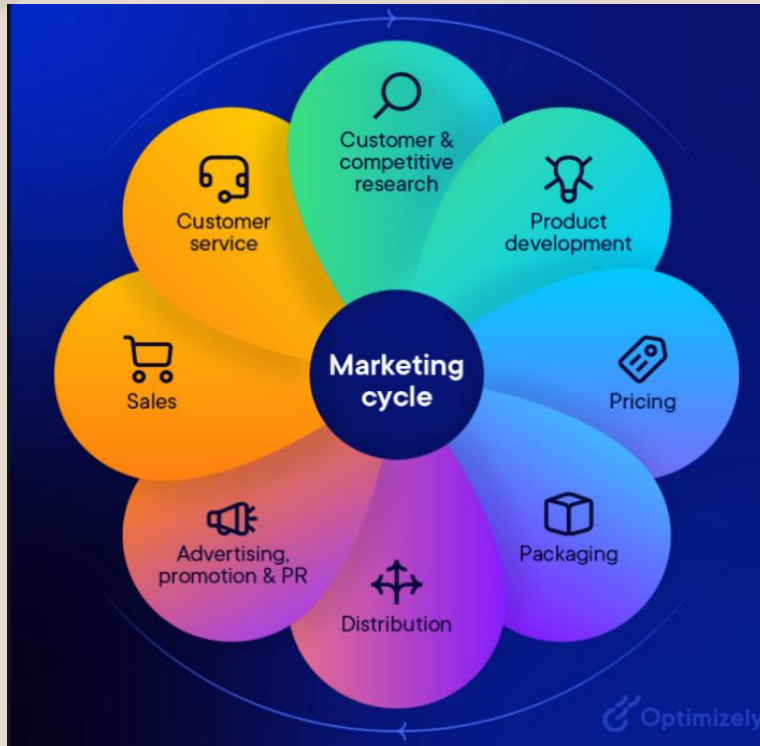 Customer &
competitive
research
Product
development
Pricing
Packaging
Distribution
Advertising,
promotion & PR
Sales
Customer
service
Marketing
cycle
Optimizely